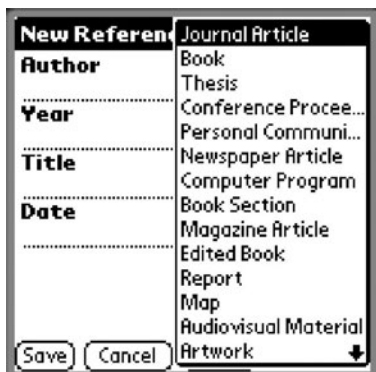 New Referen
Author
Year
Title
Date
Save
Cancel
Journal Article
Book
Thesis
Conference Procee...
Personal Communi...
Newspaper Article
Computer Program
Book Section
Magazine Article
Edited Book
Report
Map
Audiovisual Material
Artwork